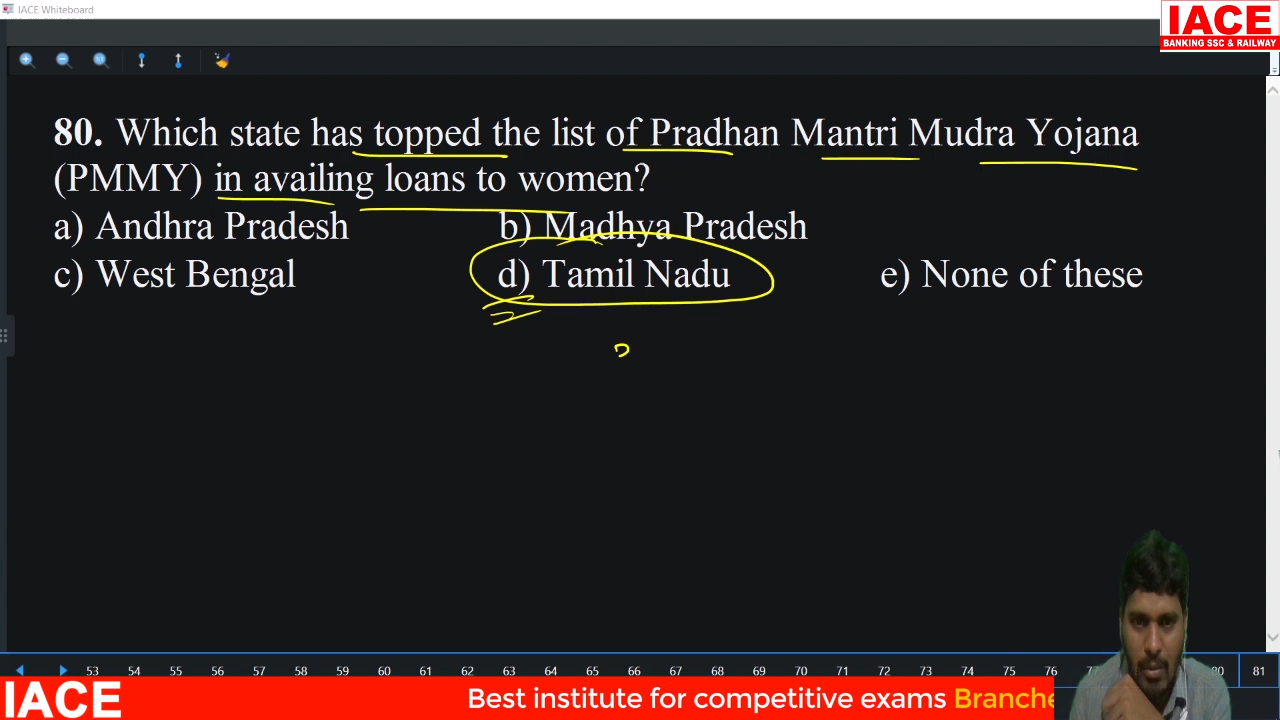 IACE Whiteboard
IACE
BANKING SSC & RAILWAY
80. Which state has topped the list of Pradhan Mantri Mudra Yojana
(PMMY) in availing loans to women?
a) Andhra Pradesh b) Madhya Pradesh
c) West Bengal d) Tamil Nadu e) None of these
53 54 55 56 57 58 59 60 61 62 63 64 65 66 67 68 69 70 71 72 73 74 75 76 80 81
IACE Best institute for competitive exams Branche